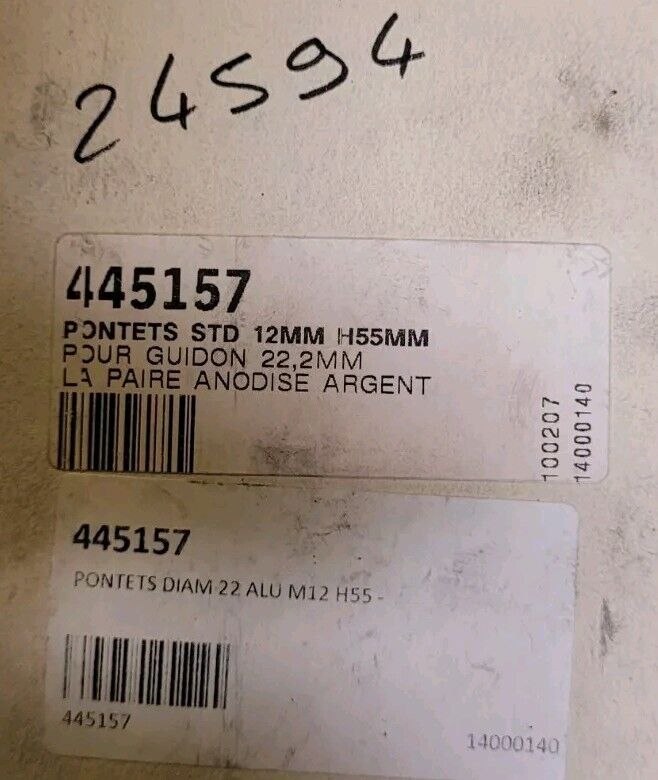 24594
445157
PONTETS STD 12MM H55MM
POUR GUIDON 22,2MM
LA PAIRE ANODISE ARGENT
100207
14000140
445157
PONTETS DIAM 22 ALU M12 H55 -
445157
14000140